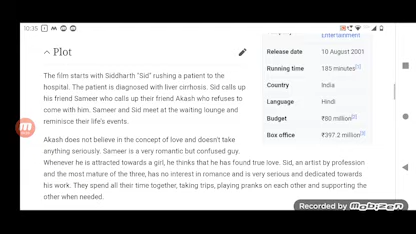 10:35
Entertainment
Plot
Release date 10 August 2001
Running time 185 minutes[1]
Country India
Language Hindi
Budget ₹80 million[2]
Box office ₹397.2 million[3]
The film starts with Siddharth "Sid" rushing a patient to the
hospital. The patient is diagnosed with liver cirrhosis. Sid calls up
his friend Sameer who calls up their friend Akash who refuses to
come with him. Sameer and Sid meet at the waiting lounge and
reminisce their life's events.
Akash does not believe in the concept of love and doesn't take
anything seriously. Sameer is a very romantic but confused guy.
Whenever he is attracted towards a girl, he thinks that he has found true love. Sid, an artist by profession
and the most mature of the three, has no interest in romance and is very serious and dedicated towards
his work. They spend all their time together, taking trips, playing pranks on each other and supporting the
other when needed.
Recorded by mobizen